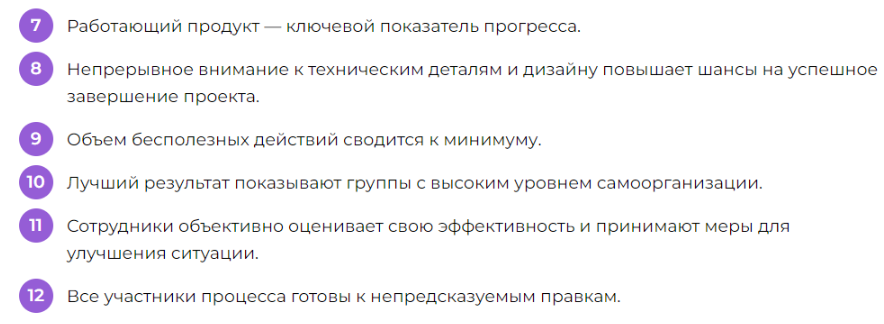 7 Работающий продукт — ключевой показатель прогресса.
8 Непрерывное внимание к техническим деталям и дизайну повышает шансы на успешное
завершение проекта.
9 Объем бесполезных действий сводится к минимуму.
10 Лучший результат показывают группы с высоким уровнем самоорганизации.
11 Сотрудники объективно оценивает свою эффективность и принимают меры для
улучшения ситуации.
12 Все участники процесса готовы к непредсказуемым правкам.